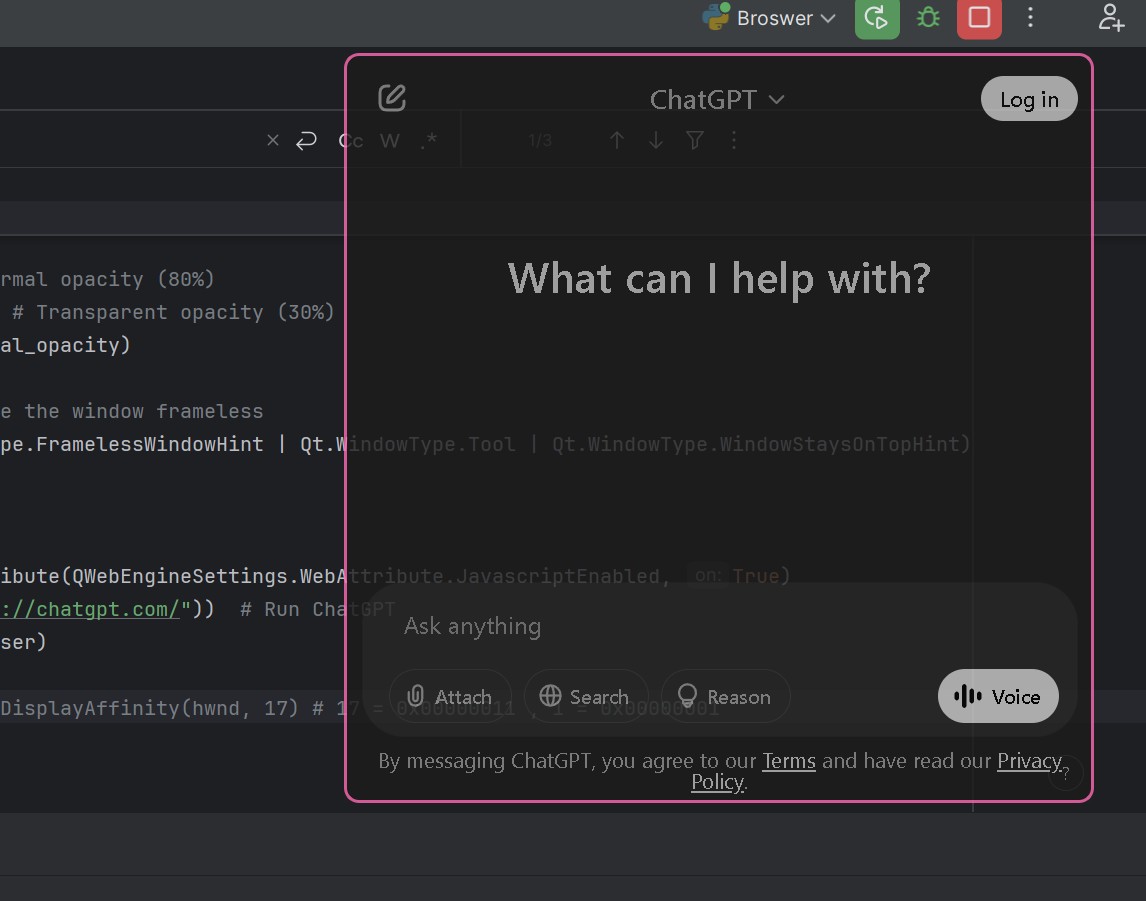 Broswer
ChatGPT
Log in
Cc W .* 1/3
What can I help with?
rmal opacity (80%)
# Transparent opacity (30%)
al_opacity)
e the window frameless
pe.FramelessWindowHint | Qt.WindowType.Tool | Qt.WindowType.WindowStaysOnTopHint)
ibute(QWebEngineSettings.WebAttribute.JavascriptEnabled, on: True)
://chatgpt.com/")) # Run ChatGPT
Ask anything
ser)
Attach Search Reason Voice
DisplayAffinity(hwnd, 17) # 17 = 0x00000011 , 1 = 0x00000001
By messaging ChatGPT, you agree to our Terms and have read our Privacy
Policy.
?